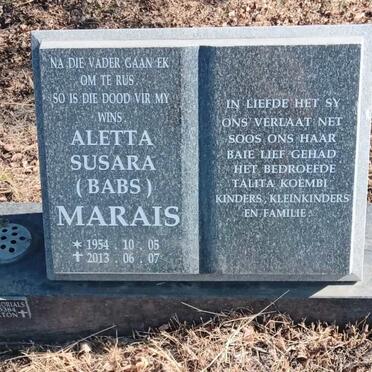 NA DIE VADER GAAN EK
OM TE RUS.
SO IS DIE DOOD VIR MY
WINS.
ALETTA
SUSARA
(BABS)
MARAIS
* 1954. 10. 05
✝ 2013. 06. 07
IN LIEFDE HET SY
ONS VERLAAT NET
SOOS ONS HAAR
BAIE LIEF GEHAD.
HET BEDROEFDE
TALITA KOEMBI
KINDERS, KLEINKINDERS
EN FAMILIE.